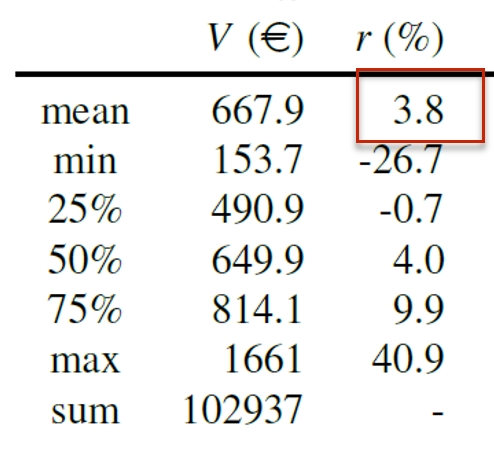 V (€) r (%)
mean 667.9 3.8
min 153.7 -26.7
25% 490.9 -0.7
50% 649.9 4.0
75% 814.1 9.9
max 1661 40.9
sum 102937 -